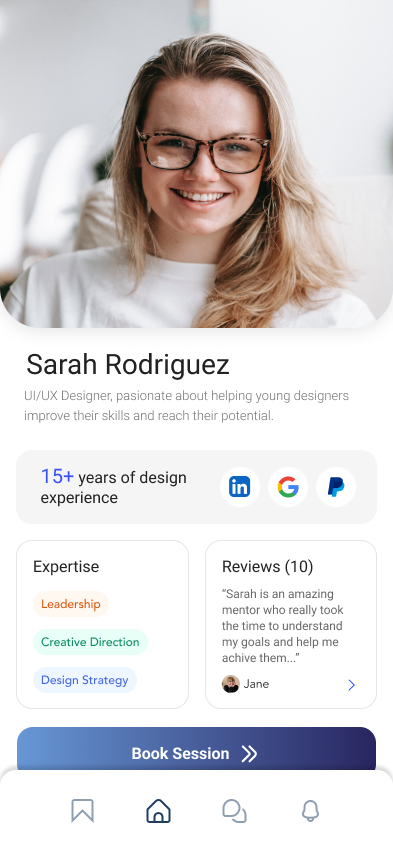 Sarah Rodriguez
UI/UX Designer, pasionate about helping young designers
improve their skills and reach their potential.
15+ years of design
experience
Expertise
Leadership
Creative Direction
Design Strategy
Reviews (10)
“Sarah is an amazing
mentor who really took
the time to understand
my goals and help me
achive them...”
Jane
Book Session